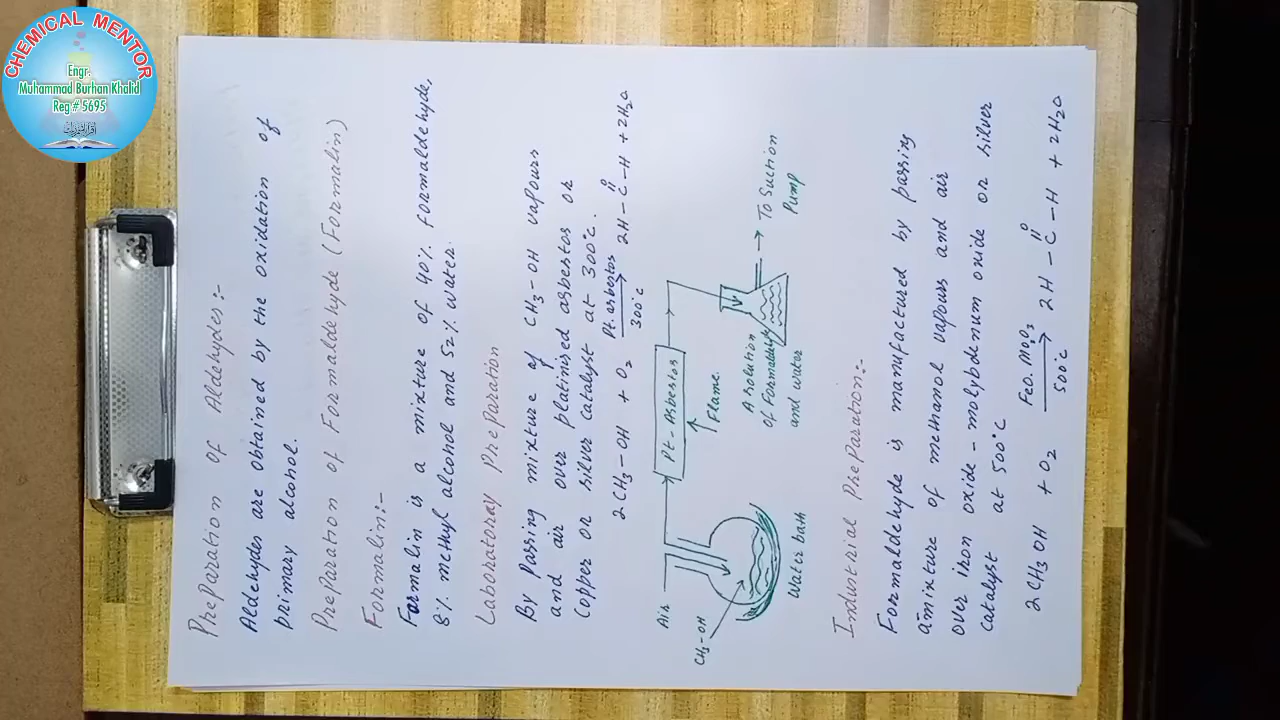 CHEMICAL MENTOR
Engr.
Muhammad Burhan Khalid
Reg # 5695
Preparation of Aldehydes:-
Aldehydes are obtained by the oxidation of
primary alcohol.
Preparation of Formaldehyde (Formalin)
Formalin:-
Formalin is a mixture of 40% formaldehyde,
8% methyl alcohol and 52% water.
Laboratoray Preparation
By passing mixture of CH3-OH vapours
and air over platinised asbestos or
copper or silver catalyst at 300°C.
2CH3-OH + O2 Pt. asbestos 300°C 2H-C-H + 2H2O
O
Air
CH3-OH
Water bath
Pt-Asbestos
Flame.
A solution
of Formaldehyde
and water
To Suction
Pump
Industrial Preparation:-
Formaldehyde is manufactured by passing
a mixture of methanol vapours and air
over iron oxide-molybdenum oxide or silver
catalyst at 500°C
2CH3OH + O2 FeO.MoO3 500°C 2H-C-H + 2H2O
O